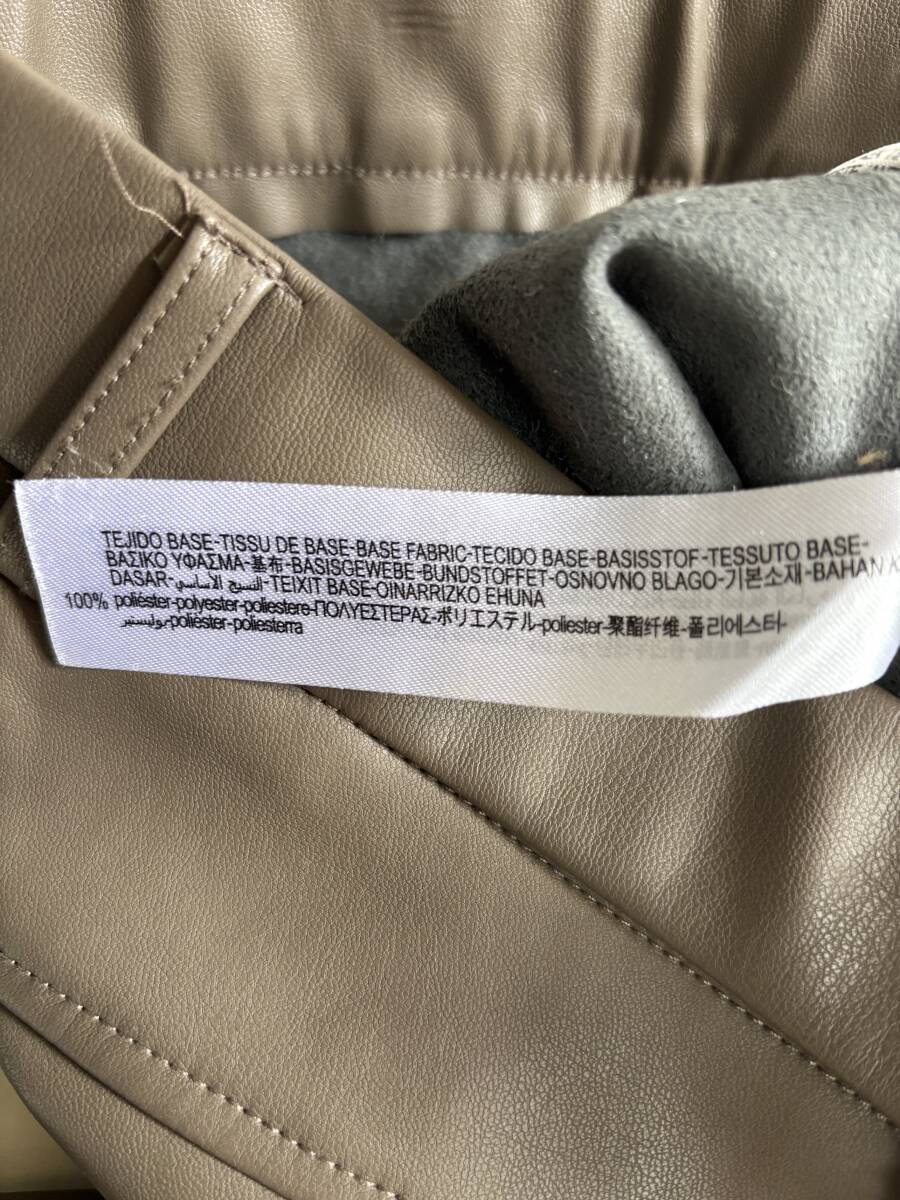 TEJIDO BASE-TISSU DE BASE-BASE FABRIC-TECIDO BASE-BASISSTOF-TESSUTO BASE-
ΒΑΣΙΚΟ ΥΦΑΣΜΑ-基布-BASISGEWEBE-BUNDSTOFFET-OSNOVNO BLAGO-기본소재-BAHAN
DASAR-النسيج الأساسي-TEIXIT BASE-OINARRIZKO EHUNA
100% poliéster-polyester-poliestere-ΠΟΛΥΕΣΤΕΡΑΣ-ポリエステル-poliester-聚酯纤维-폴리에스터-
بوليستير-polièster-poliesterra